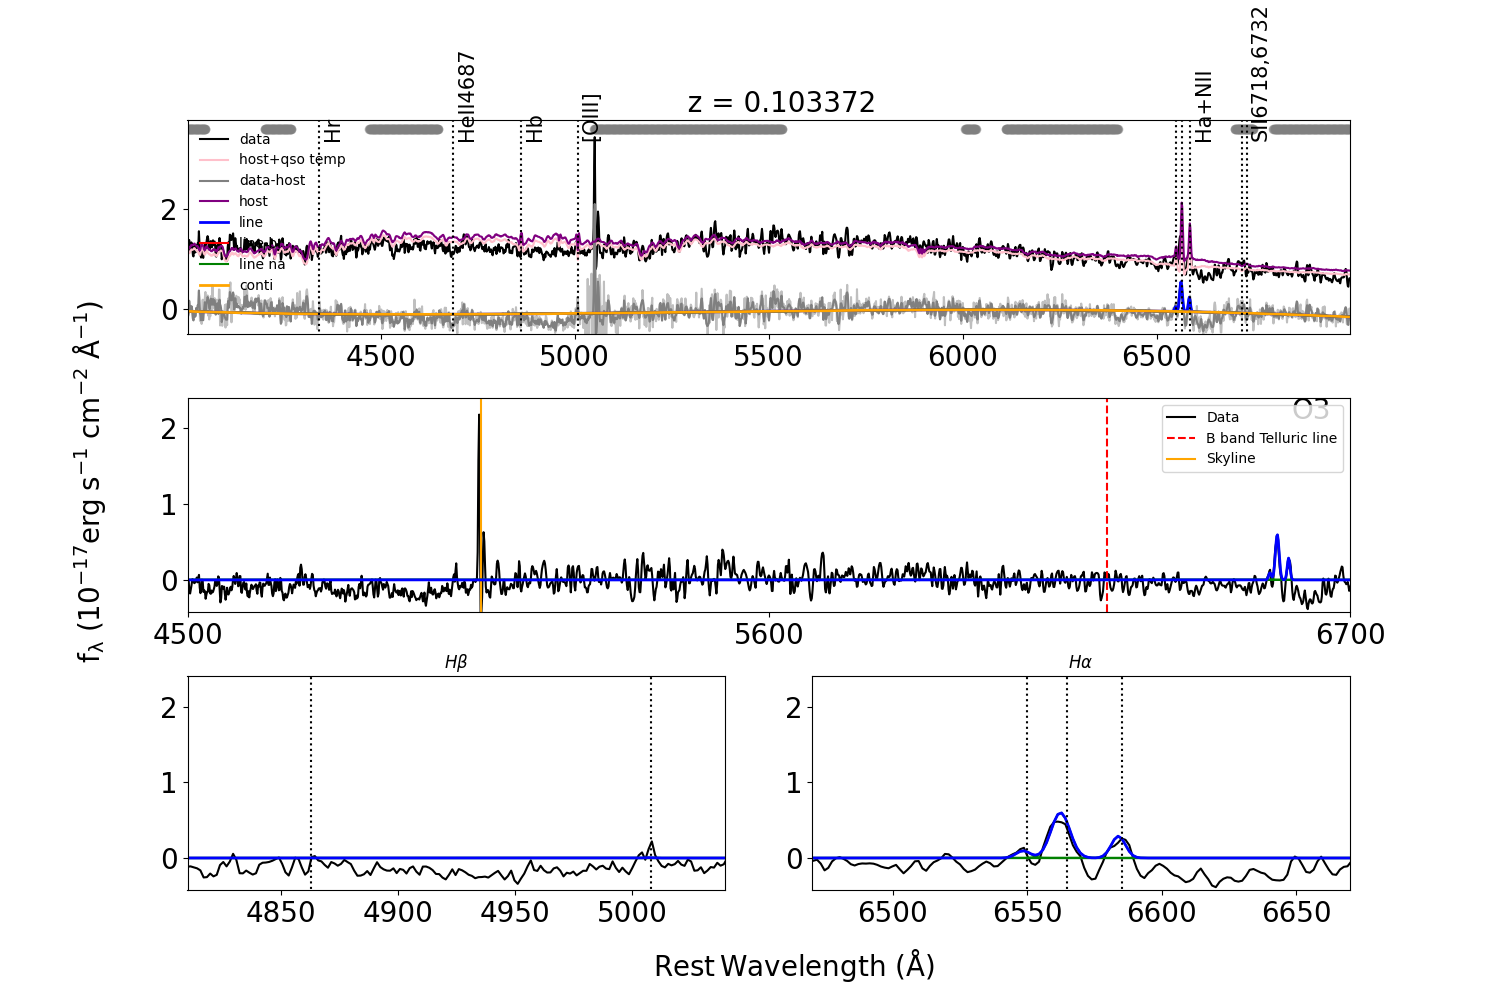 z = 0.103372
Hr
HeII4687
Hb
[OIII]
Ha+NII
SII6718,6732
data
host+qso temp
data-host
host
line
line na
conti
2
0
4500 5000 5500 6000 6500
fλ (10⁻¹⁷erg s⁻¹ cm⁻² Å⁻¹)
O3
Data
B band Telluric line
Skyline
2
1
0
4500 5600 6700
Hβ
2
1
0
4850 4900 4950 5000
Hα
2
1
0
6500 6550 6600 6650
Rest Wavelength (Å)